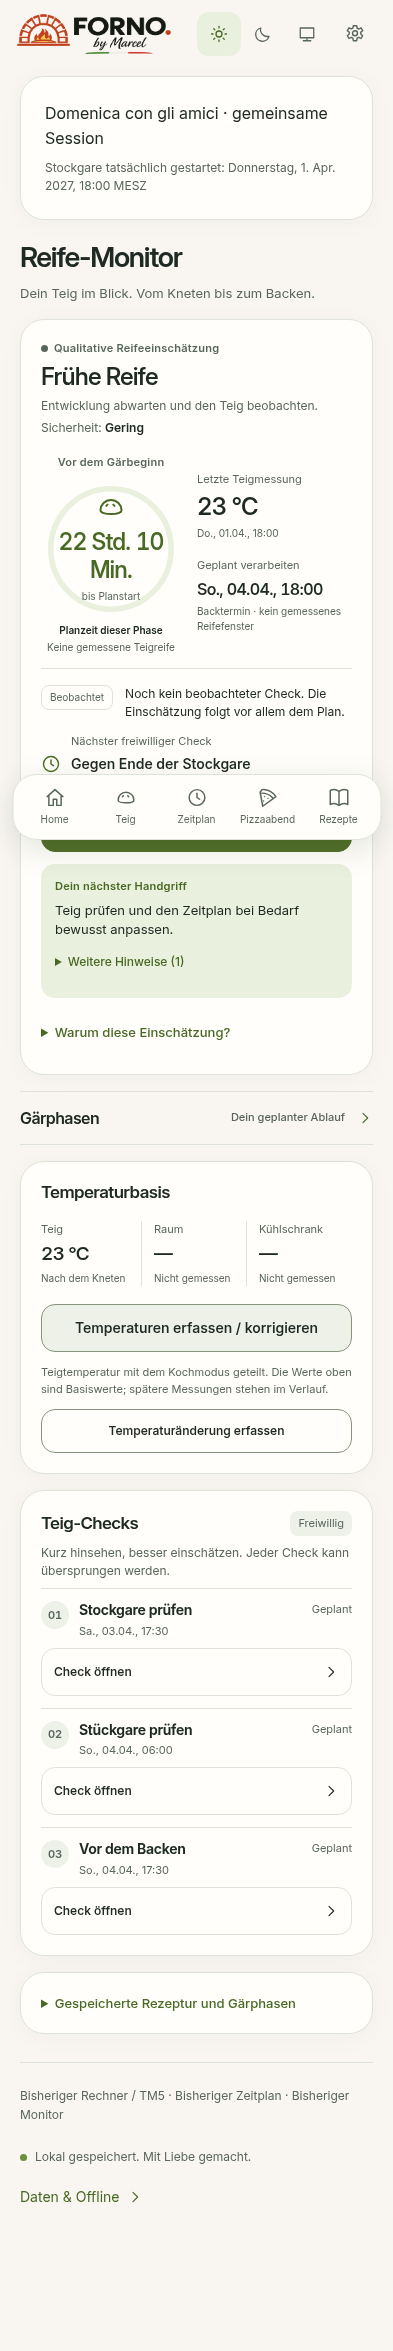 FORNO.
by Marcel
Domenica con gli amici · gemeinsame
Session
Stockgare tatsächlich gestartet: Donnerstag, 1. Apr.
2027, 18:00 MESZ
Reife-Monitor
Dein Teig im Blick. Vom Kneten bis zum Backen.
Qualitative Reifeeinschätzung
Frühe Reife
Entwicklung abwarten und den Teig beobachten.
Sicherheit: Gering
Vor dem Gärbeginn
22 Std. 10
Min.
bis Planstart
Planzeit dieser Phase
Keine gemessene Teigreife
Letzte Teigmessung
23 °C
Do., 01.04., 18:00
Geplant verarbeiten
So., 04.04., 18:00
Backtermin · kein gemessenes
Reifefenster
Beobachtet
Noch kein beobachteter Check. Die
Einschätzung folgt vor allem dem Plan.
Nächster freiwilliger Check
Gegen Ende der Stockgare
Home
Teig
Zeitplan
Pizzaabend
Rezepte
Dein nächster Handgriff
Teig prüfen und den Zeitplan bei Bedarf
bewusst anpassen.
Weitere Hinweise (1)
Warum diese Einschätzung?
Gärphasen
Dein geplanter Ablauf
Temperaturbasis
Teig
23 °C
Nach dem Kneten
Raum
—
Nicht gemessen
Kühlschrank
—
Nicht gemessen
Temperaturen erfassen / korrigieren
Teigtemperatur mit dem Kochmodus geteilt. Die Werte oben
sind Basiswerte; spätere Messungen stehen im Verlauf.
Temperaturänderung erfassen
Teig-Checks
Freiwillig
Kurz hinsehen, besser einschätzen. Jeder Check kann
übersprungen werden.
01
Stockgare prüfen
Geplant
Sa., 03.04., 17:30
Check öffnen
02
Stückgare prüfen
Geplant
So., 04.04., 06:00
Check öffnen
03
Vor dem Backen
Geplant
So., 04.04., 17:30
Check öffnen
Gespeicherte Rezeptur und Gärphasen
Bisheriger Rechner / TM5 · Bisheriger Zeitplan · Bisheriger
Monitor
Lokal gespeichert. Mit Liebe gemacht.
Daten & Offline